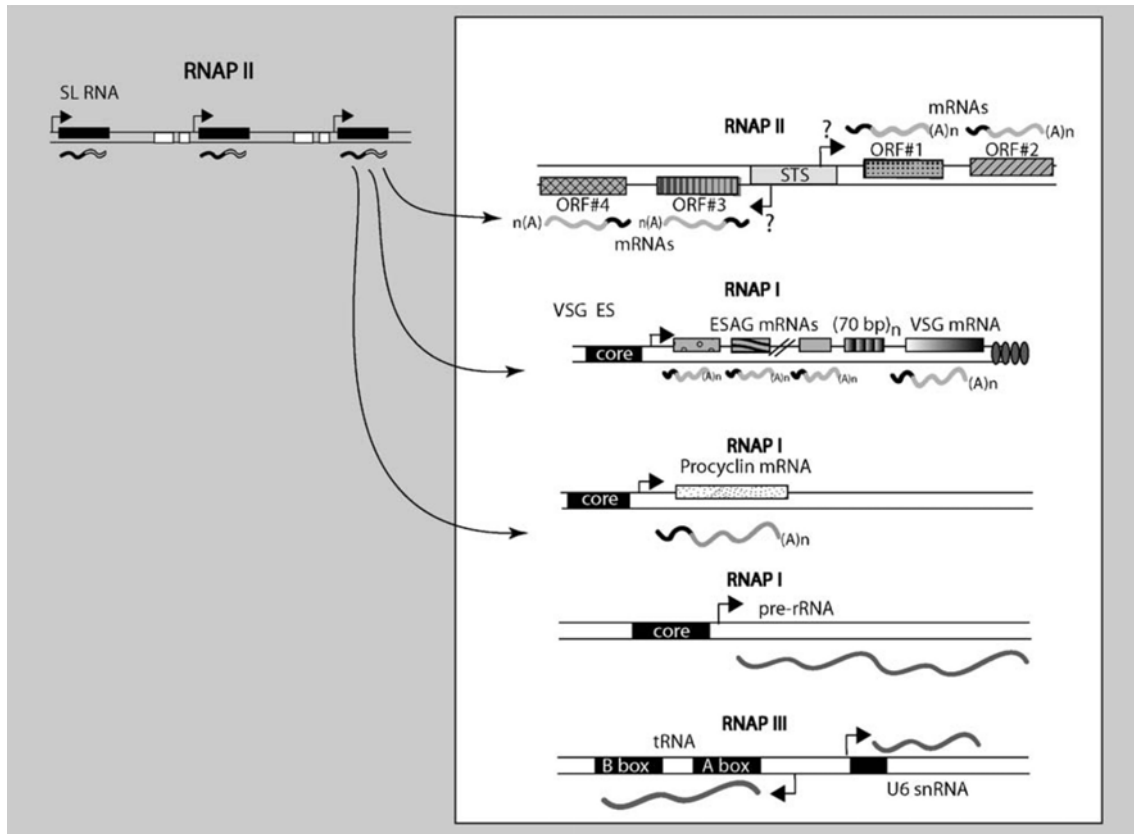 RNAP II
SL RNA
RNAP II
mRNAs
? (A)n (A)n
ORF#1 ORF#2
STS
ORF#4 ORF#3
n(A) n(A) ?
mRNAs
RNAP I
VSG ES ESAG mRNAs (70 bp)n VSG mRNA
core
(A)n (A)n (A)n (A)n
RNAP I
Procyclin mRNA
core
(A)n
RNAP I
pre-rRNA
core
RNAP III
tRNA
B box A box
U6 snRNA